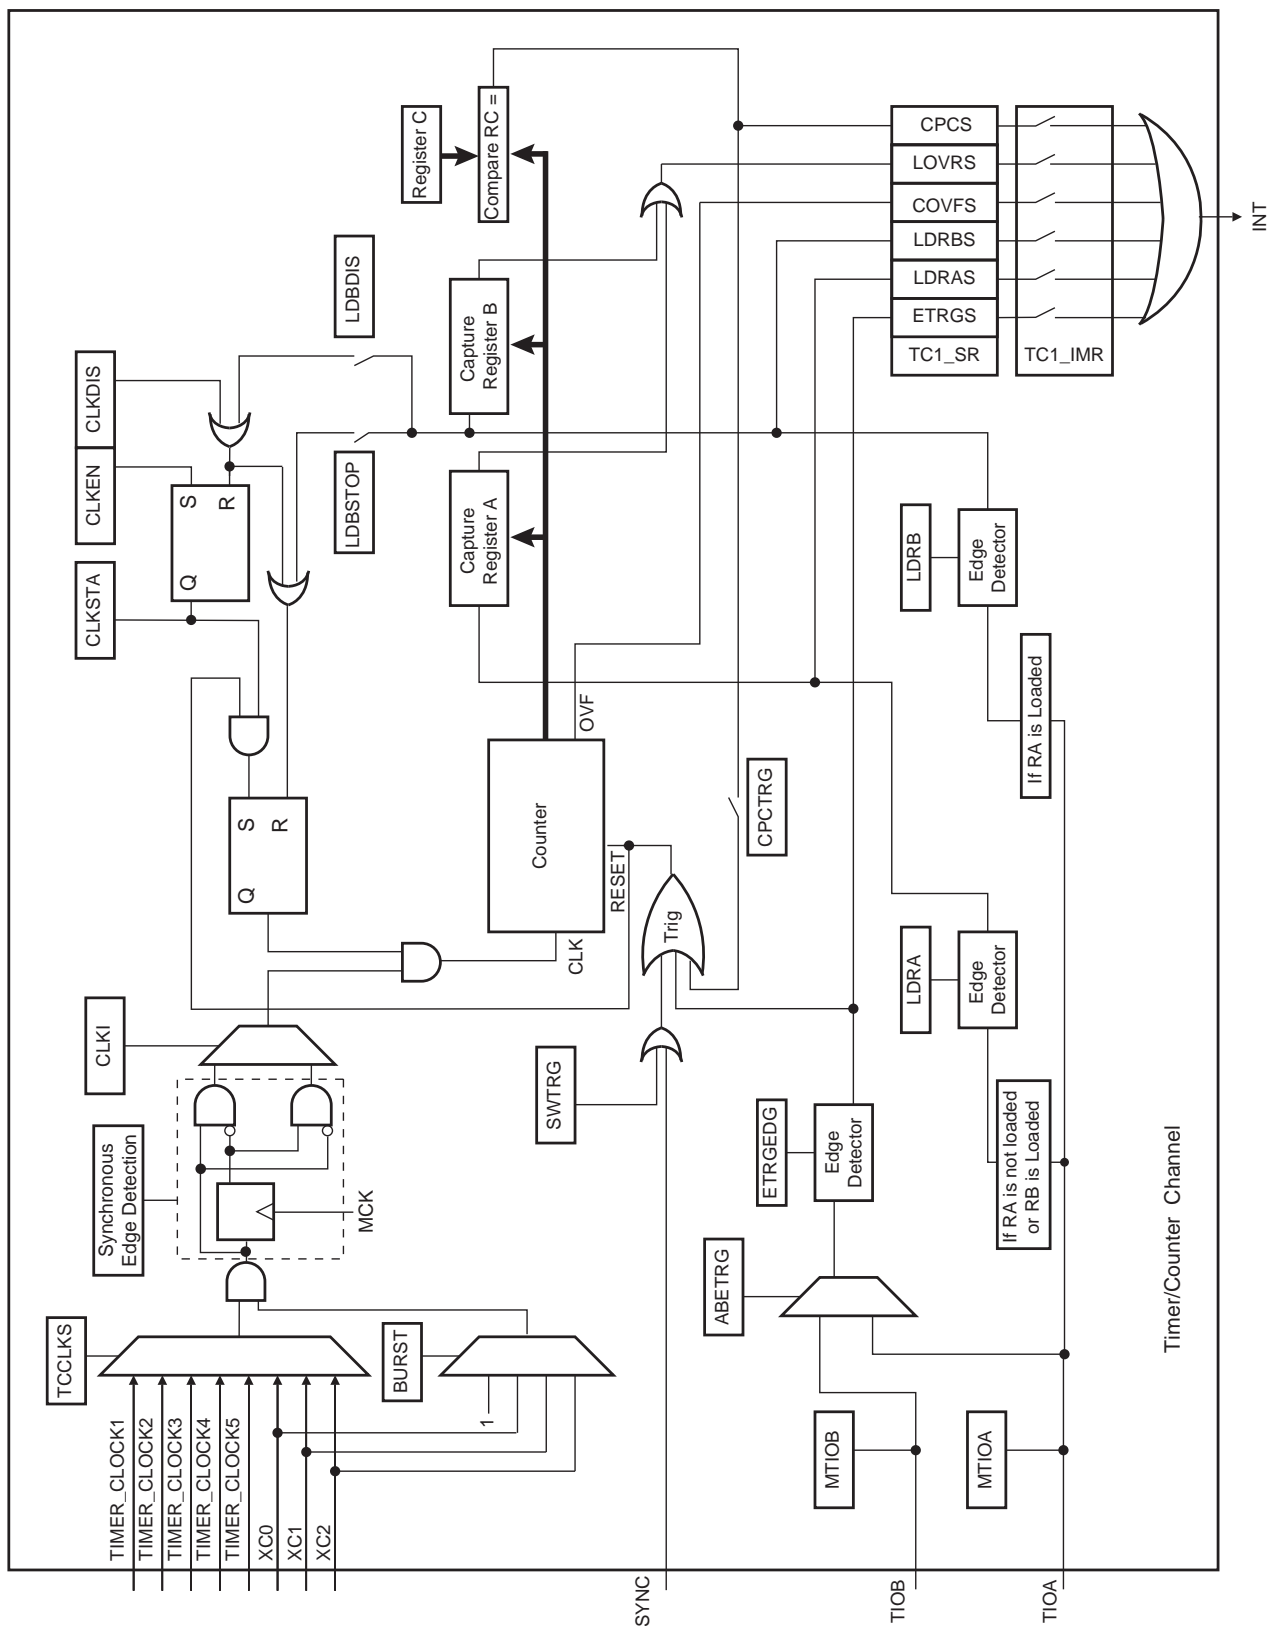 TCCLKS
TIMER_CLOCK1
TIMER_CLOCK2
TIMER_CLOCK3
TIMER_CLOCK4
TIMER_CLOCK5
XC0
XC1
XC2
Synchronous
Edge Detection
MCK
CLKI
BURST
1
CLKSTA
CLKEN
CLKDIS
Q
S
R
Q
S
R
LDBSTOP
LDBDIS
Register C
Capture
Register A
Capture
Register B
Compare RC =
Counter
CLK
OVF
RESET
Trig
SWTRG
SYNC
CPCTRG
ABETRG
ETRGEDG
Edge
Detector
MTIOB
TIOB
MTIOA
TIOA
LDRA
Edge
Detector
If RA is not loaded
or RB is Loaded
LDRB
Edge
Detector
If RA is Loaded
CPCS
LOVRS
COVFS
LDRBS
LDRAS
ETRGS
TC1_SR
TC1_IMR
INT
Timer/Counter Channel